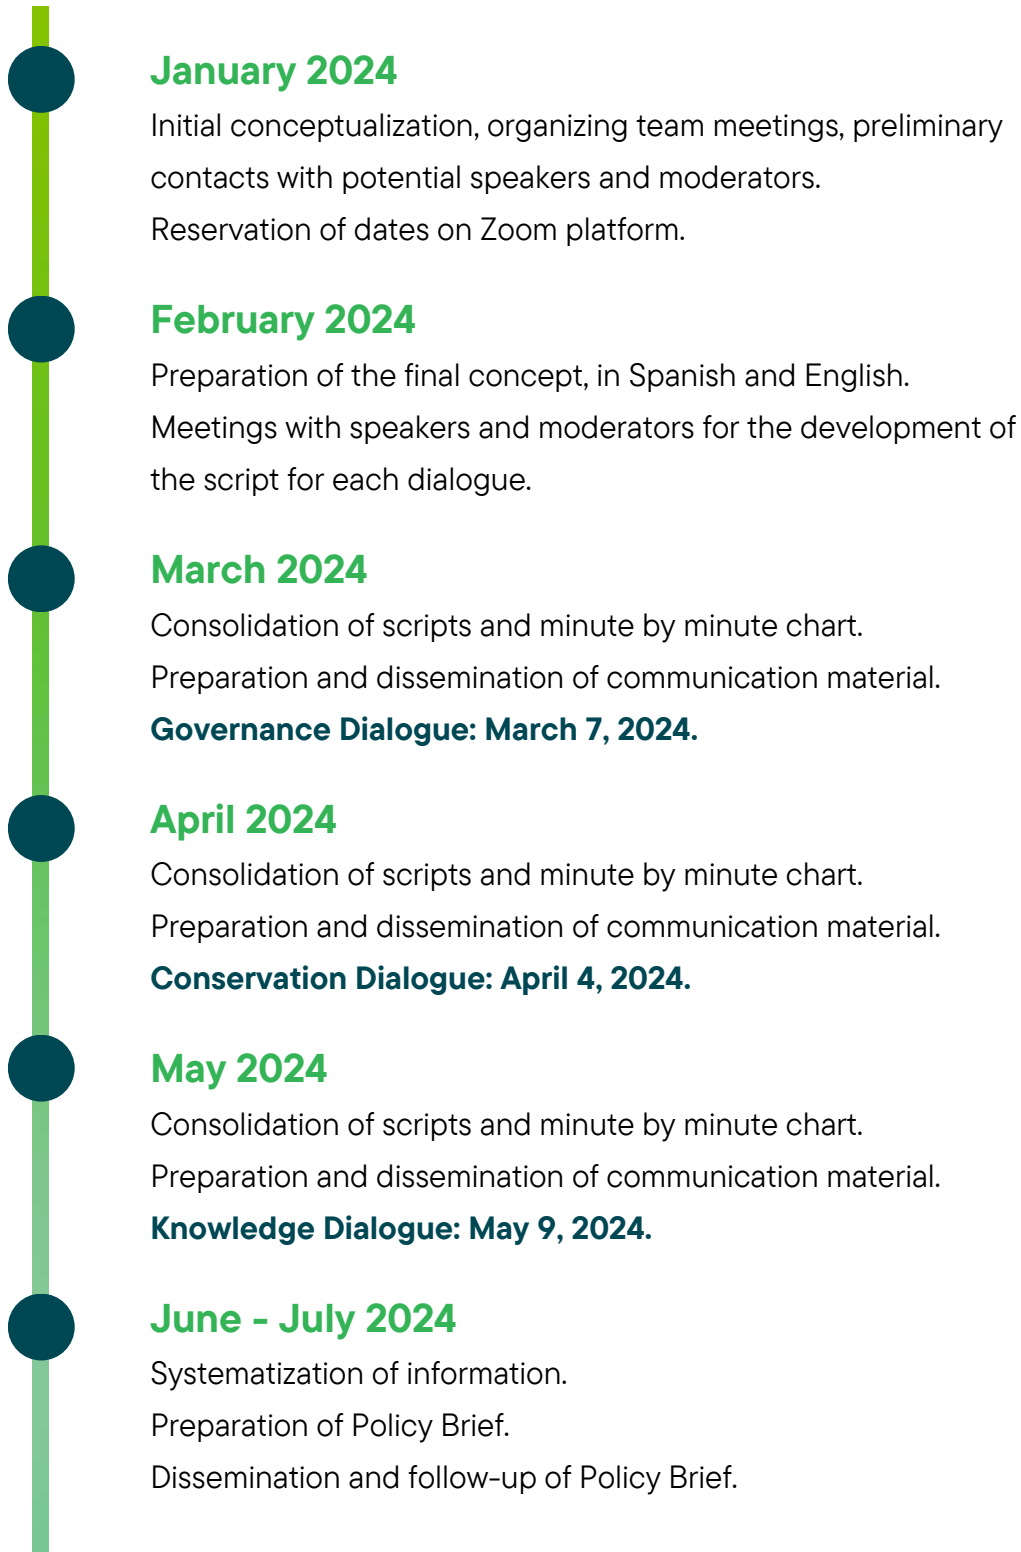 January 2024
Initial conceptualization, organizing team meetings, preliminary
contacts with potential speakers and moderators.
Reservation of dates on Zoom platform.
February 2024
Preparation of the final concept, in Spanish and English.
Meetings with speakers and moderators for the development of
the script for each dialogue.
March 2024
Consolidation of scripts and minute by minute chart.
Preparation and dissemination of communication material.
Governance Dialogue: March 7, 2024.
April 2024
Consolidation of scripts and minute by minute chart.
Preparation and dissemination of communication material.
Conservation Dialogue: April 4, 2024.
May 2024
Consolidation of scripts and minute by minute chart.
Preparation and dissemination of communication material.
Knowledge Dialogue: May 9, 2024.
June - July 2024
Systematization of information.
Preparation of Policy Brief.
Dissemination and follow-up of Policy Brief.